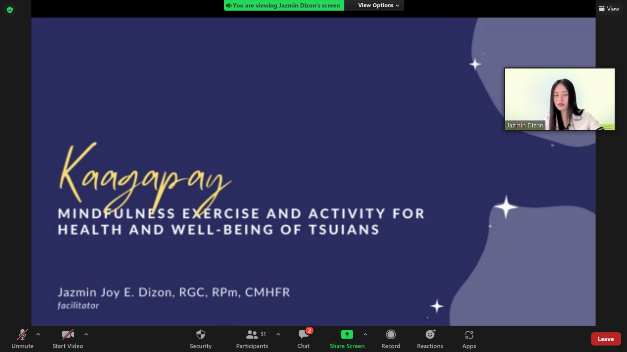 You are viewing Jazmin Dizon's screen
View Options
View
Jazmin Dizon
Kaagapay
MINDFULNESS EXERCISE AND ACTIVITY FOR
HEALTH AND WELL-BEING OF TSUIANS
Jazmin Joy E. Dizon, RGC, RPm, CMHFR
facilitator
Unmute
Start Video
Security
Participants
31
Chat
2
Share Screen
Record
Reactions
Apps
Leave